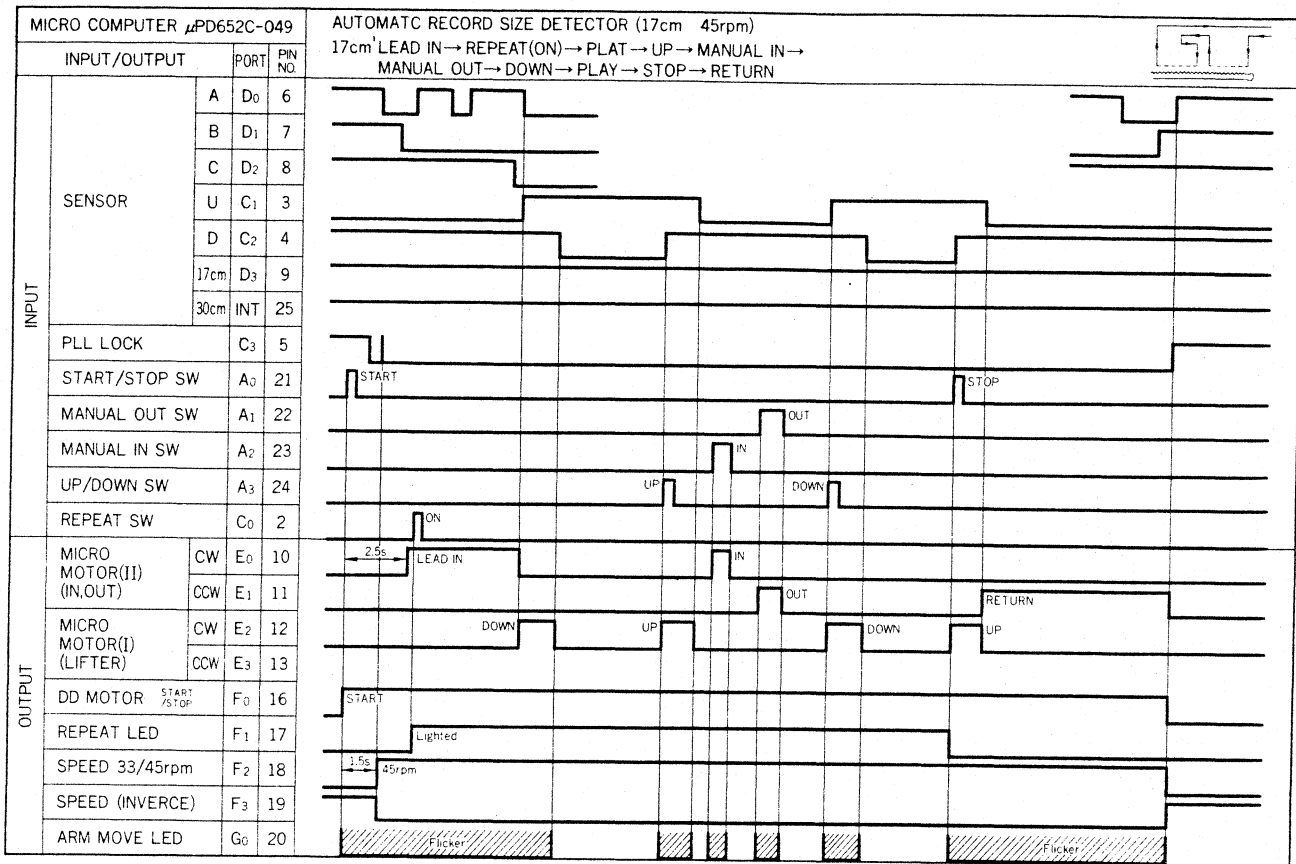 MICRO COMPUTER μPD652C-049
AUTOMATC RECORD SIZE DETECTOR (17cm 45rpm)
17cm'LEAD IN→REPEAT(ON)→PLAT→UP→MANUAL IN→
MANUAL OUT→DOWN→PLAY→STOP→RETURN
INPUT/OUTPUT PORT PIN NO.
INPUT
SENSOR
A D0 6
B D1 7
C D2 8
U C1 3
D C2 4
17cm D3 9
30cm INT 25
PLL LOCK C3 5
START/STOP SW A0 21 START STOP
MANUAL OUT SW A1 22 OUT
MANUAL IN SW A2 23 IN
UP/DOWN SW A3 24 UP DOWN
REPEAT SW C0 2 ON
OUTPUT
MICRO MOTOR(II) (IN,OUT)
CW E0 10 2.5s LEAD IN IN
CCW E1 11 OUT RETURN
MICRO MOTOR(I) (LIFTER)
CW E2 12 DOWN UP DOWN UP
CCW E3 13
DD MOTOR START/STOP F0 16 START
REPEAT LED F1 17 Lighted
SPEED 33/45rpm F2 18 1.5s 45rpm
SPEED (INVERCE) F3 19
ARM MOVE LED G0 20 Flicker Flicker